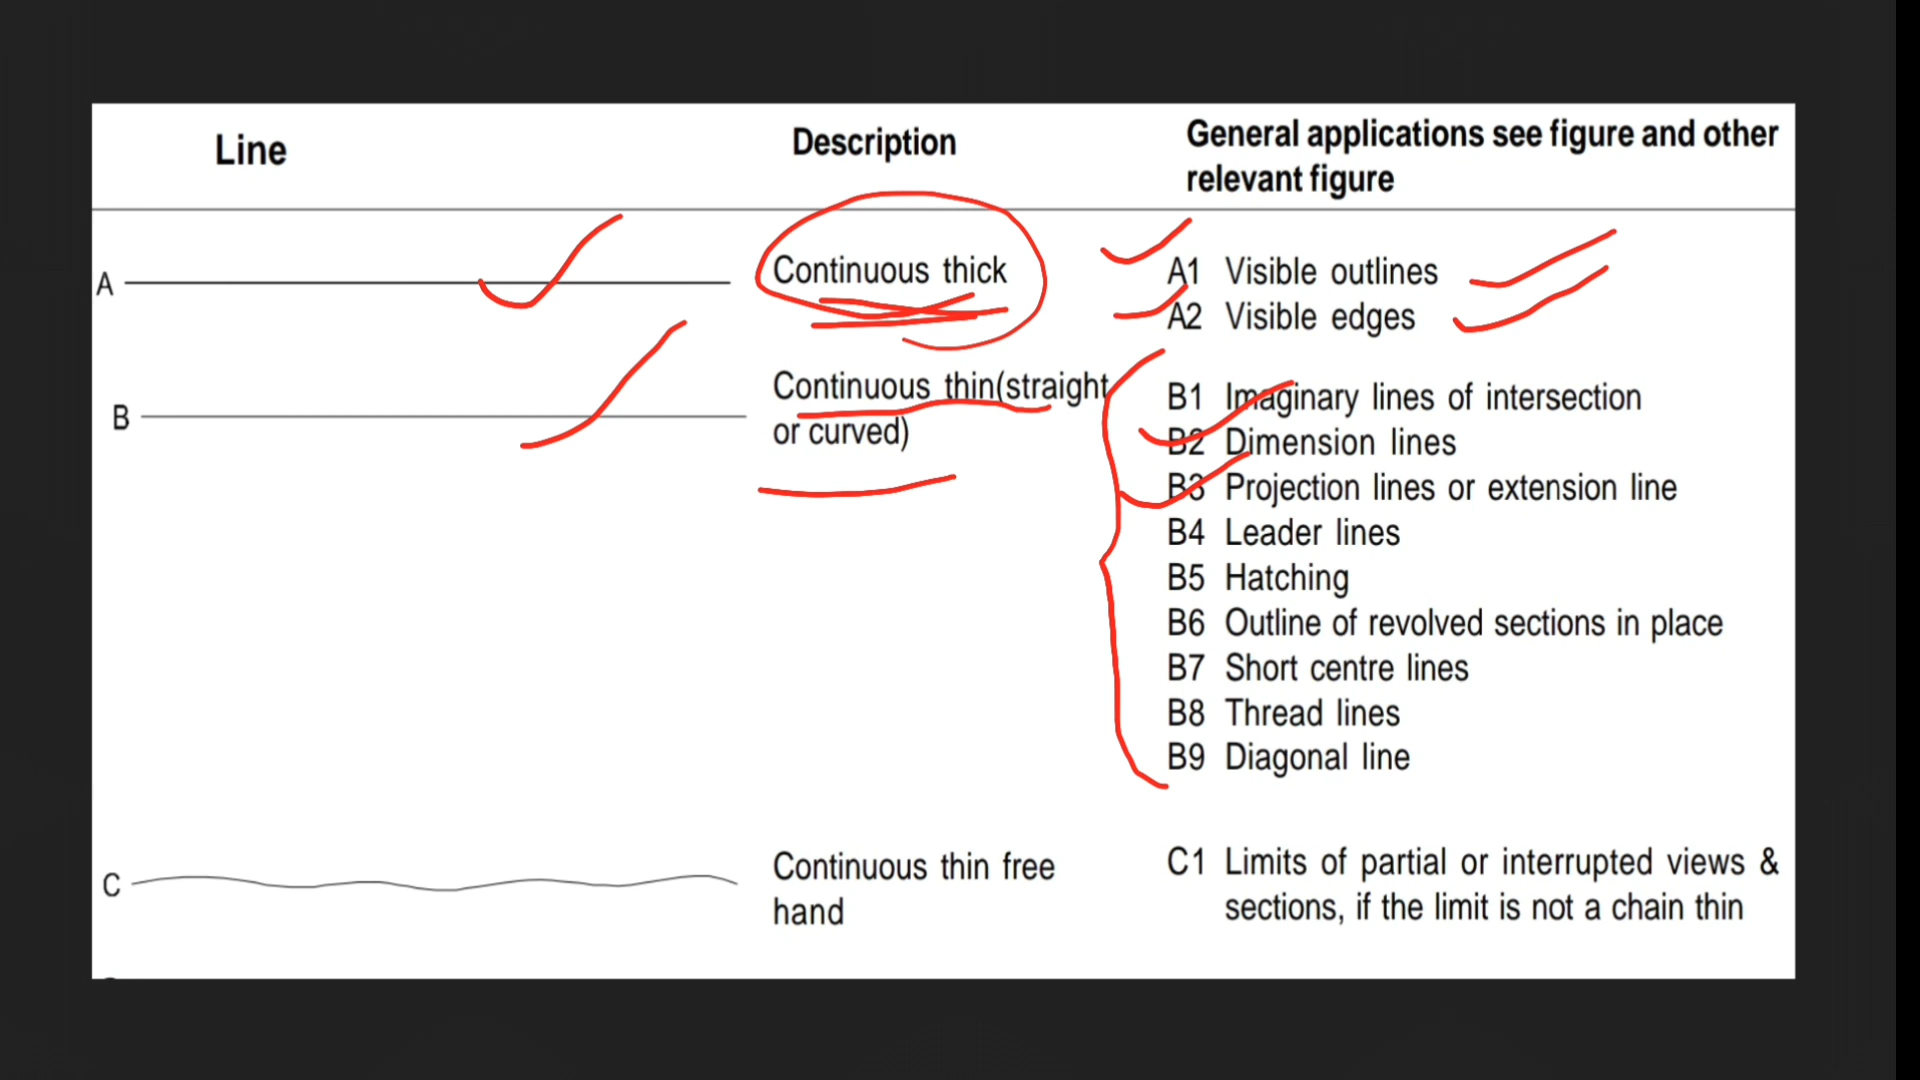 Line
Description
General applications see figure and other
relevant figure
A
Continuous thick
A1 Visible outlines
A2 Visible edges
B
Continuous thin(straight
or curved)
B1 Imaginary lines of intersection
B2 Dimension lines
B3 Projection lines or extension line
B4 Leader lines
B5 Hatching
B6 Outline of revolved sections in place
B7 Short centre lines
B8 Thread lines
B9 Diagonal line
C
Continuous thin free
hand
C1 Limits of partial or interrupted views &
sections, if the limit is not a chain thin